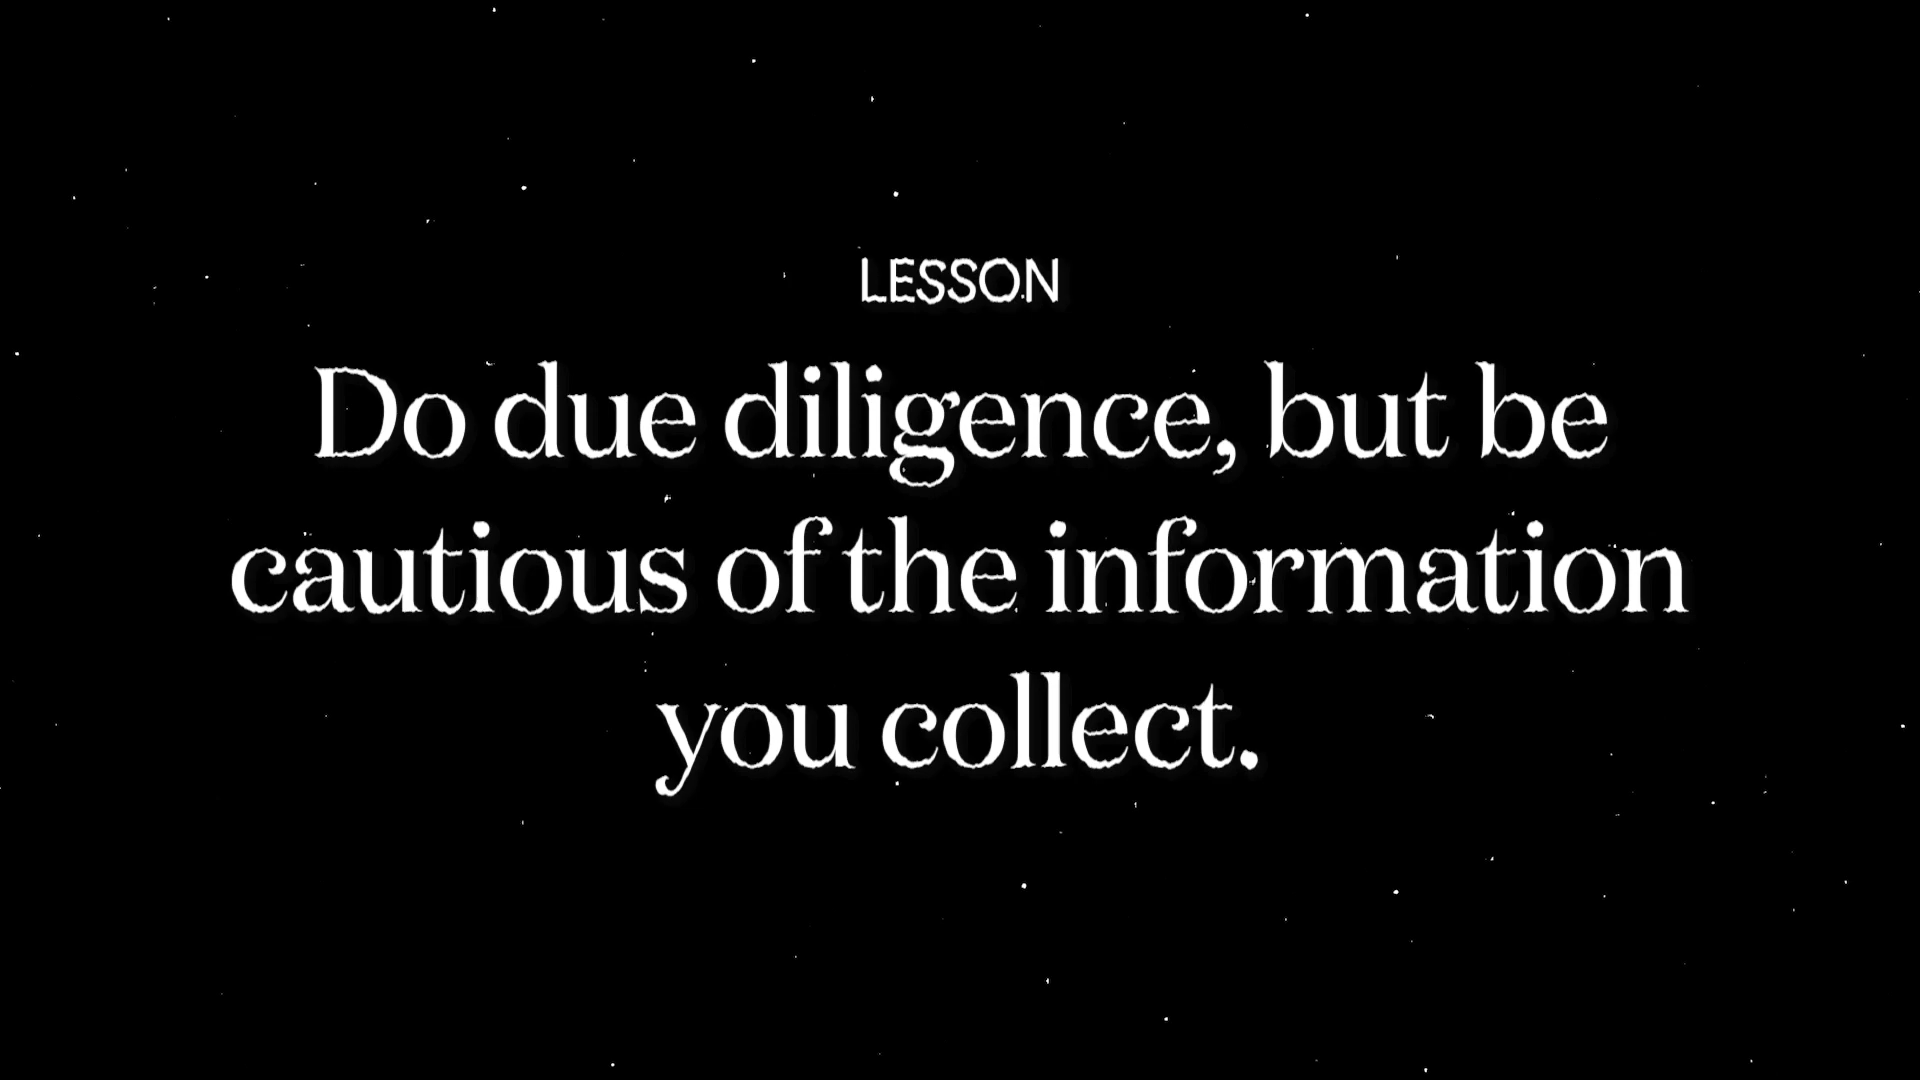 LESSON
Do due diligence, but be
cautious of the information
you collect.